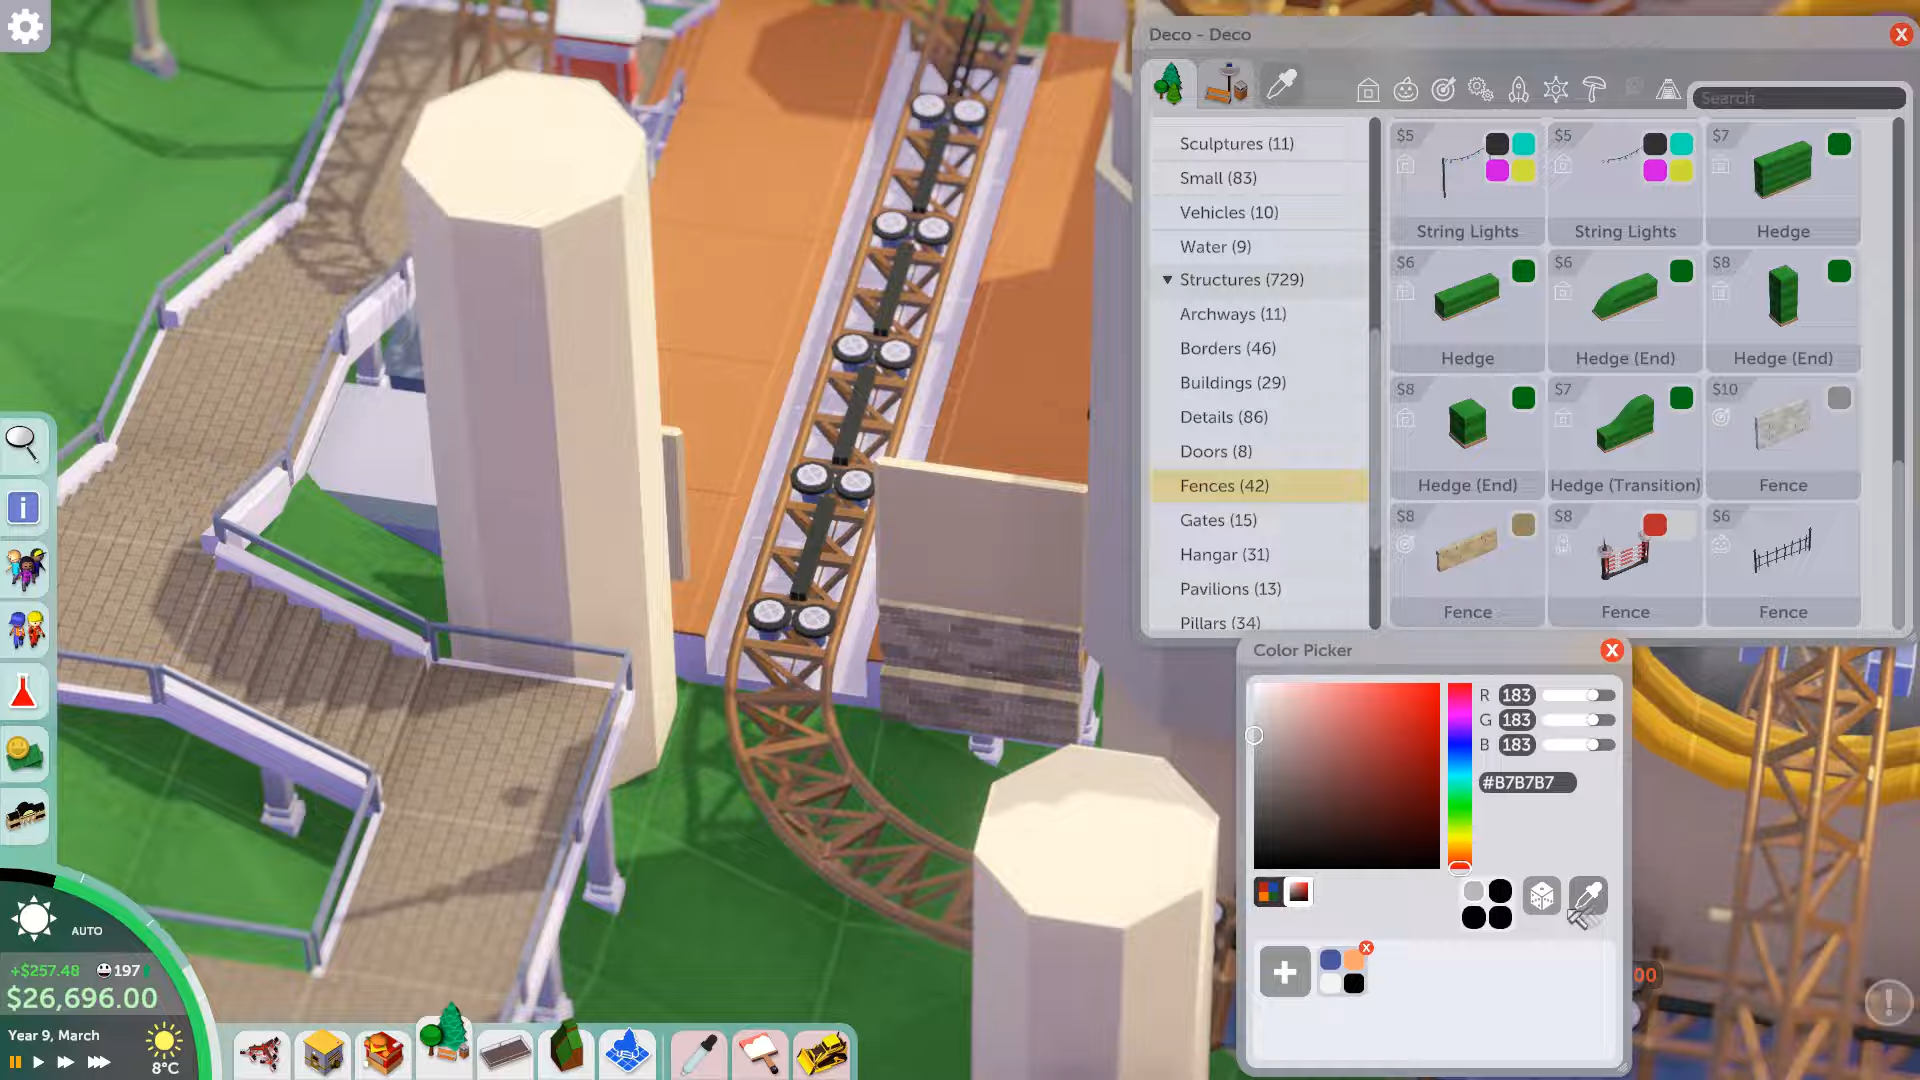 Deco - Deco
X
Search
Sculptures (11)
Small (83)
Vehicles (10)
Water (9)
Structures (729)
Archways (11)
Borders (46)
Buildings (29)
Details (86)
Doors (8)
Fences (42)
Gates (15)
Hangar (31)
Pavilions (13)
Pillars (34)
$5
$5
$7
String Lights
String Lights
Hedge
$6
$6
$8
Hedge
Hedge (End)
Hedge (End)
$8
$7
$10
Hedge (End)
Hedge (Transition)
Fence
$8
$8
$6
Fence
Fence
Fence
Color Picker
X
R 183
G 183
B 183
#B7B7B7
X
00
AUTO
+$257.48
197
$26,696.00
Year 9, March
8°C